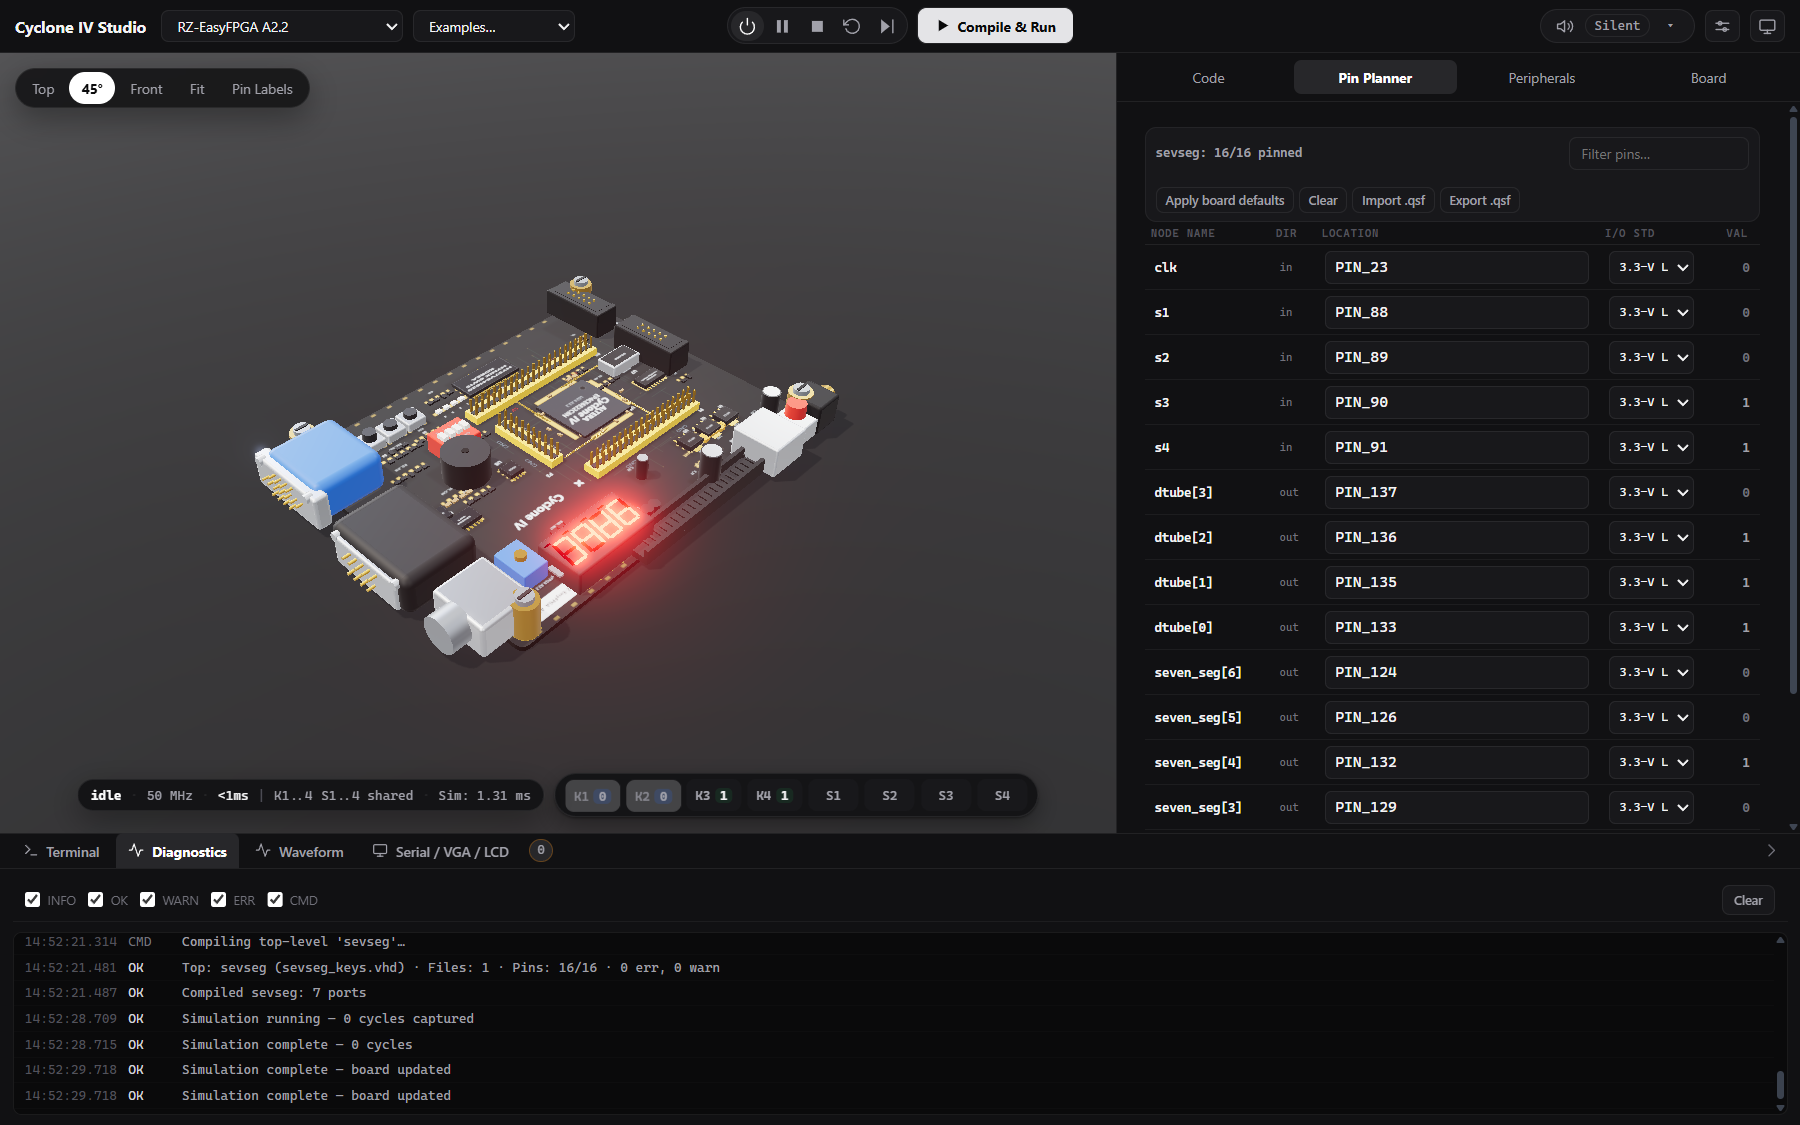 Cyclone IV Studio RZ-EasyFPGA A2.2 Examples... Compile & Run Silent
Top 45° Front Fit Pin Labels
Code Pin Planner Peripherals Board
sevseg: 16/16 pinned Filter pins...
Apply board defaults Clear Import .qsf Export .qsf
NODE NAME DIR LOCATION I/O STD VAL
clk in PIN_23 3.3-V L 0
s1 in PIN_88 3.3-V L 0
s2 in PIN_89 3.3-V L 0
s3 in PIN_90 3.3-V L 1
s4 in PIN_91 3.3-V L 1
dtube[3] out PIN_137 3.3-V L 0
dtube[2] out PIN_136 3.3-V L 1
dtube[1] out PIN_135 3.3-V L 1
dtube[0] out PIN_133 3.3-V L 1
seven_seg[6] out PIN_124 3.3-V L 0
seven_seg[5] out PIN_126 3.3-V L 0
seven_seg[4] out PIN_132 3.3-V L 1
seven_seg[3] out PIN_129 3.3-V L 0
Cyclone IV
Cyclone IV
idle · 50 MHz · <1ms | K1..4 S1..4 shared · Sim: 1.31 ms
K1 0 K2 0 K3 1 K4 1 S1 S2 S3 S4
Terminal Diagnostics Waveform Serial / VGA / LCD 0
INFO OK WARN ERR CMD Clear
14:52:21.314 CMD Compiling top-level 'sevseg'…
14:52:21.481 OK Top: sevseg (sevseg_keys.vhd) · Files: 1 · Pins: 16/16 · 0 err, 0 warn
14:52:21.487 OK Compiled sevseg: 7 ports
14:52:28.709 OK Simulation running — 0 cycles captured
14:52:28.715 OK Simulation complete — 0 cycles
14:52:29.718 OK Simulation complete — board updated
14:52:29.718 OK Simulation complete — board updated